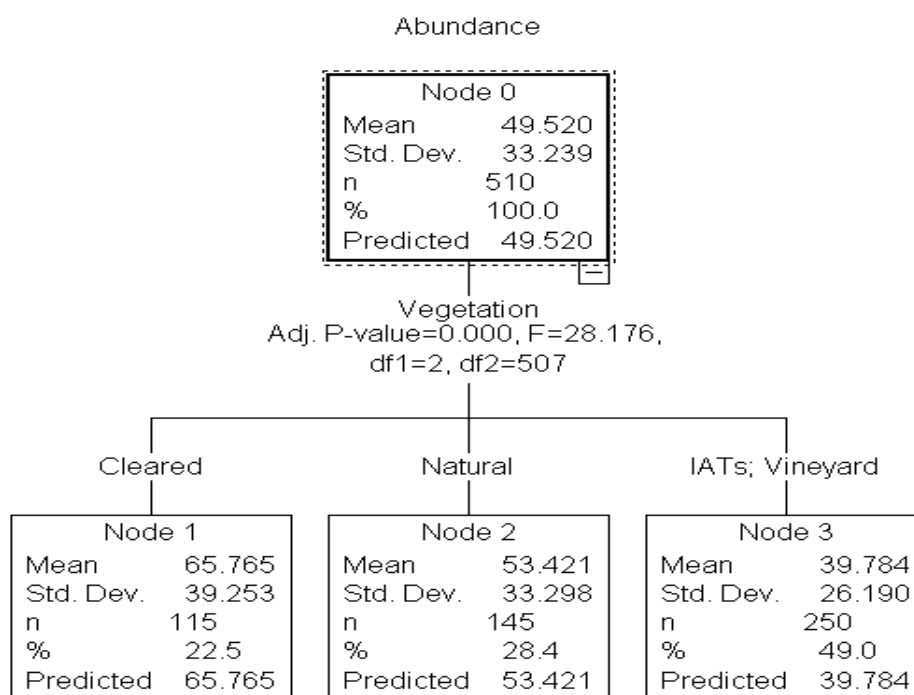 Abundance
Node 0
Mean 49.520
Std. Dev. 33.239
n 510
% 100.0
Predicted 49.520
Vegetation
Adj. P-value=0.000, F=28.176,
df1=2, df2=507
Cleared
Natural
IATs; Vineyard
Node 1
Mean 65.765
Std. Dev. 39.253
n 115
% 22.5
Predicted 65.765
Node 2
Mean 53.421
Std. Dev. 33.298
n 145
% 28.4
Predicted 53.421
Node 3
Mean 39.784
Std. Dev. 26.190
n 250
% 49.0
Predicted 39.784